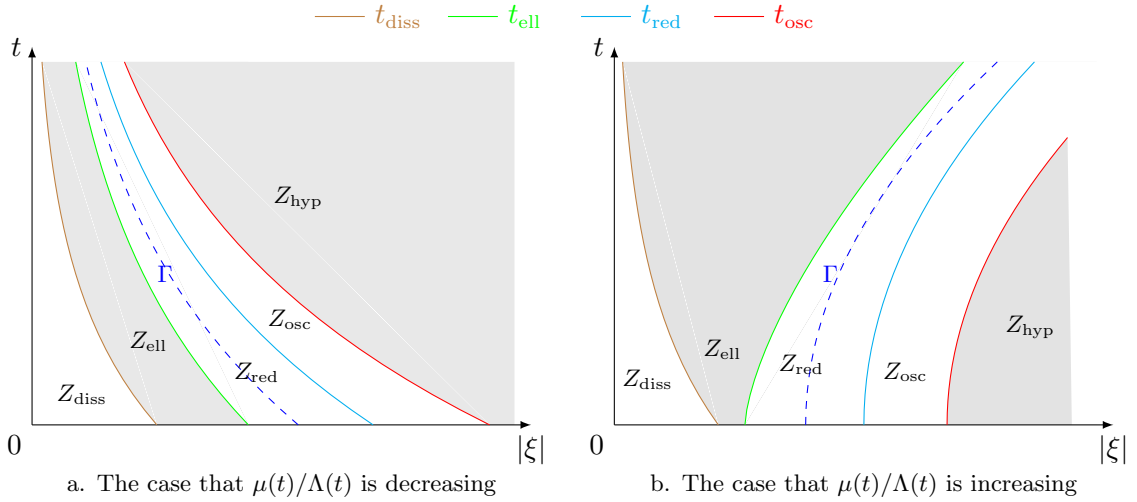 t_diss t_ell t_red t_osc
t
Z_hyp
Γ
Z_osc
Z_ell
Z_red
Z_diss
0
|ξ|
a. The case that μ(t)/Λ(t) is decreasing
t
Γ
Z_hyp
Z_ell
Z_red
Z_osc
Z_diss
0
|ξ|
b. The case that μ(t)/Λ(t) is increasing